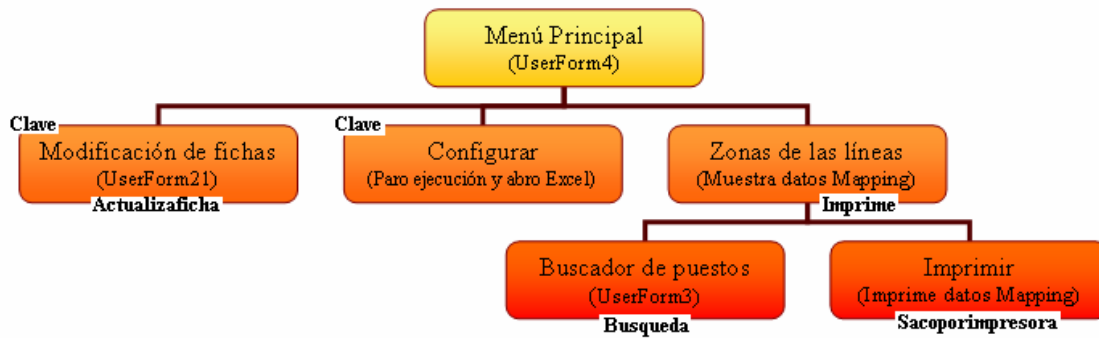 Menú Principal
(UserForm4)
Clave
Modificación de fichas
(UserForm21)
Actualizaficha
Clave
Configurar
(Paro ejecución y abro Excel)
Zonas de las líneas
(Muestra datos Mapping)
Imprime
Buscador de puestos
(UserForm3)
Busqueda
Imprimir
(Imprime datos Mapping)
Sacoporimpresora